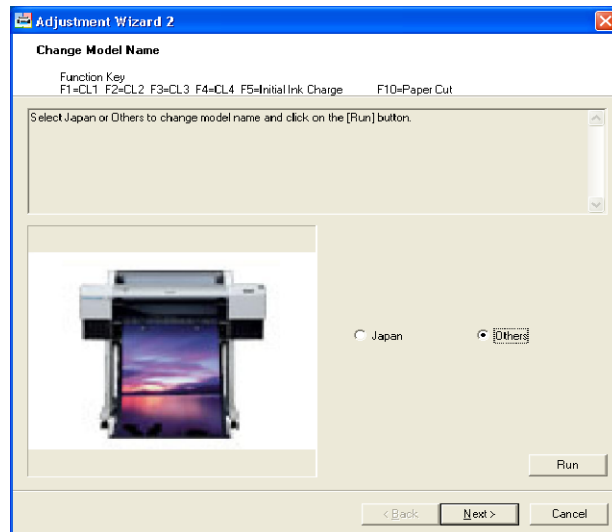 Adjustment Wizard 2
Change Model Name
Function Key
F1=CL1 F2=CL2 F3=CL3 F4=CL4 F5=Initial Ink Charge F10=Paper Cut
Select Japan or Others to change model name and click on the [Run] button.
Japan
Others
Run
< Back
Next >
Cancel